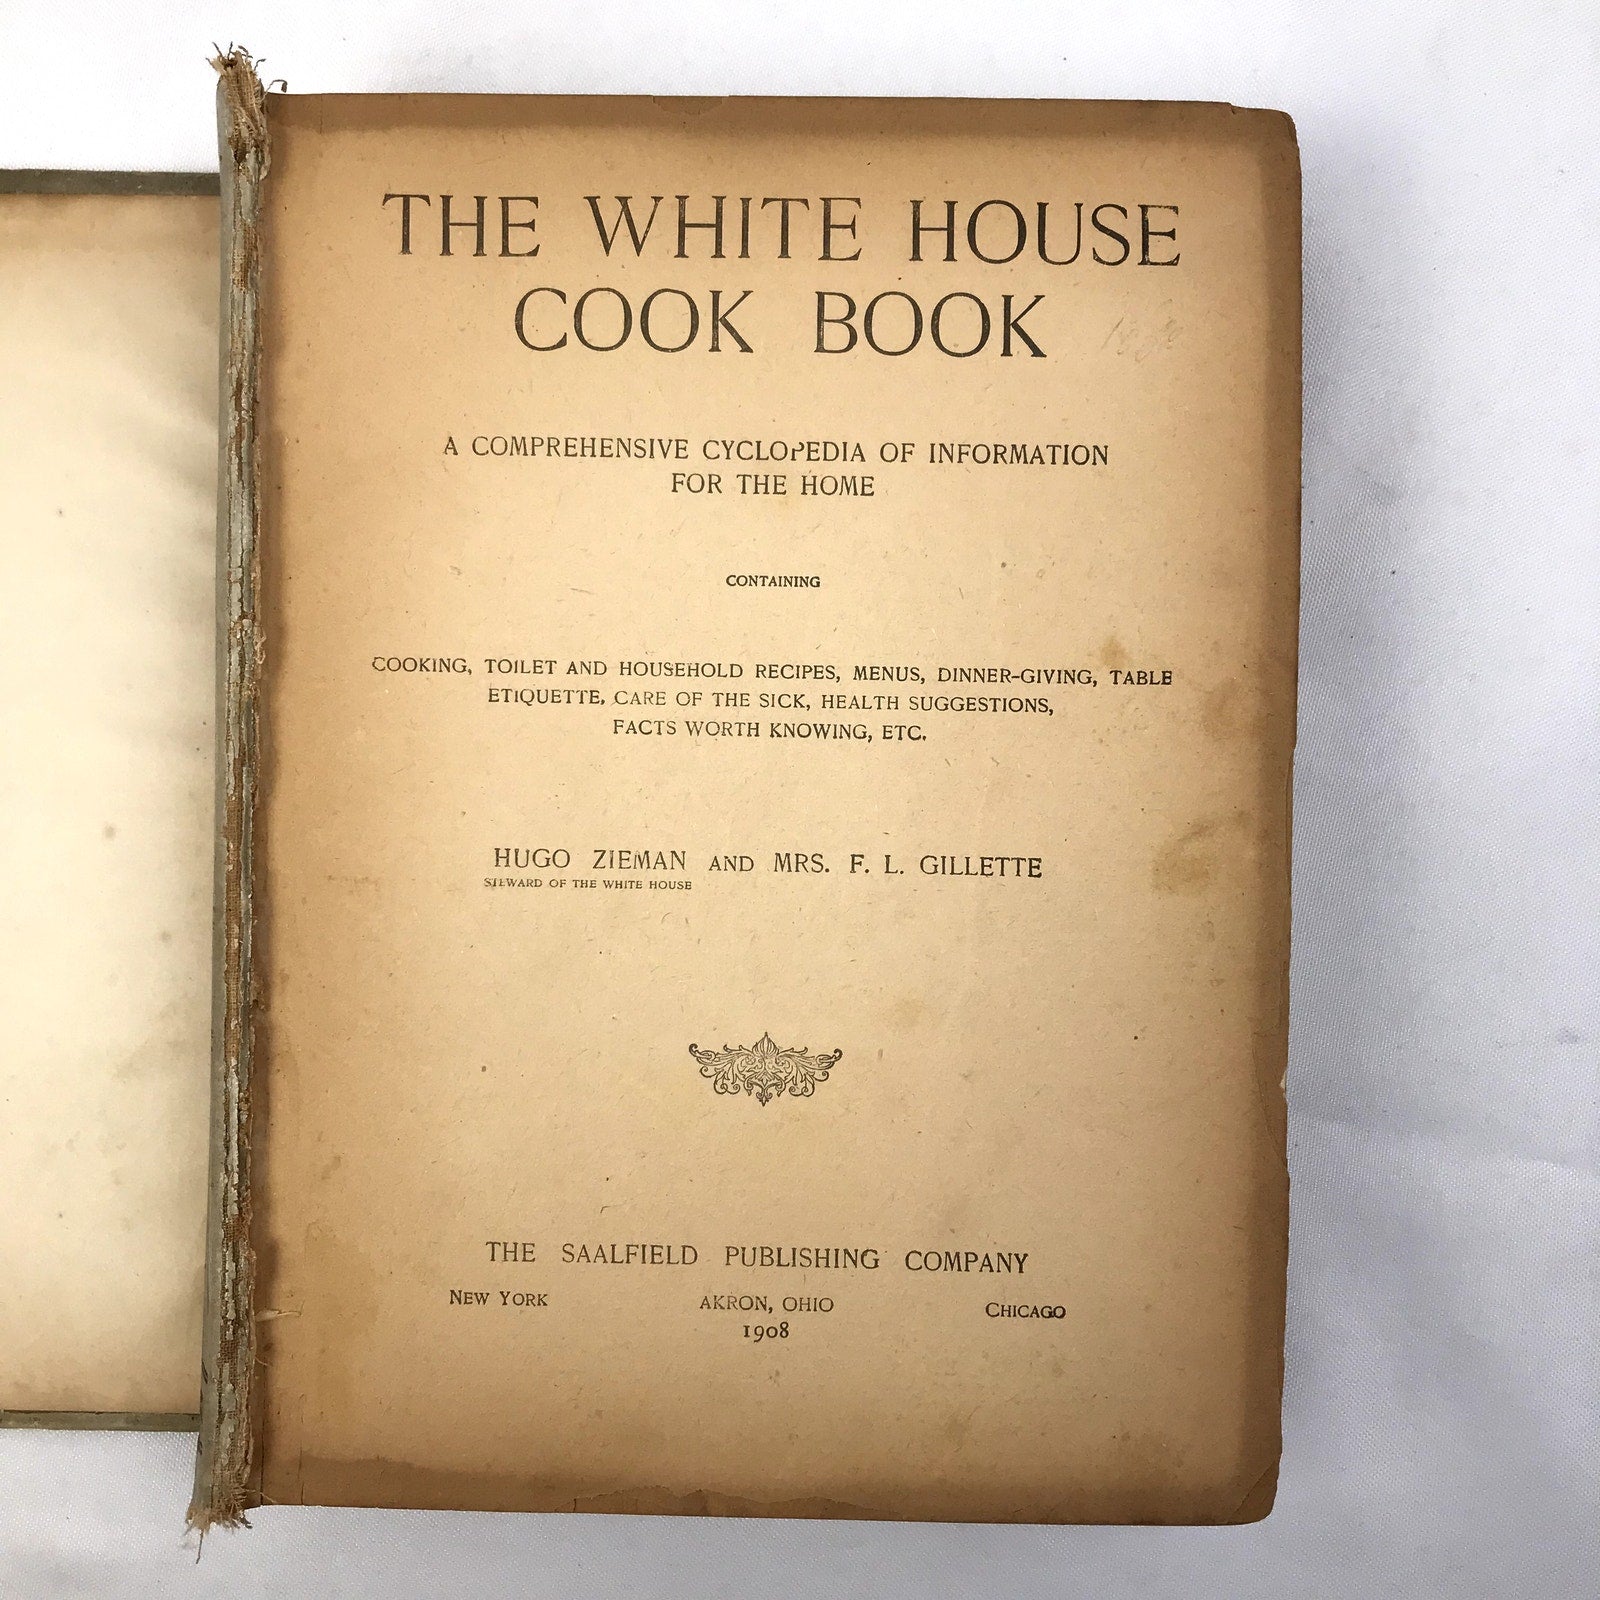 THE WHITE HOUSE
COOK BOOK
A COMPREHENSIVE CYCLOPEDIA OF INFORMATION
FOR THE HOME
CONTAINING
COOKING, TOILET AND HOUSEHOLD RECIPES, MENUS, DINNER-GIVING, TABLE
ETIQUETTE, CARE OF THE SICK, HEALTH SUGGESTIONS,
FACTS WORTH KNOWING, ETC.
HUGO ZIEMAN AND MRS. F. L. GILLETTE
STEWARD OF THE WHITE HOUSE
THE SAALFIELD PUBLISHING COMPANY
NEW YORK AKRON, OHIO CHICAGO
1908